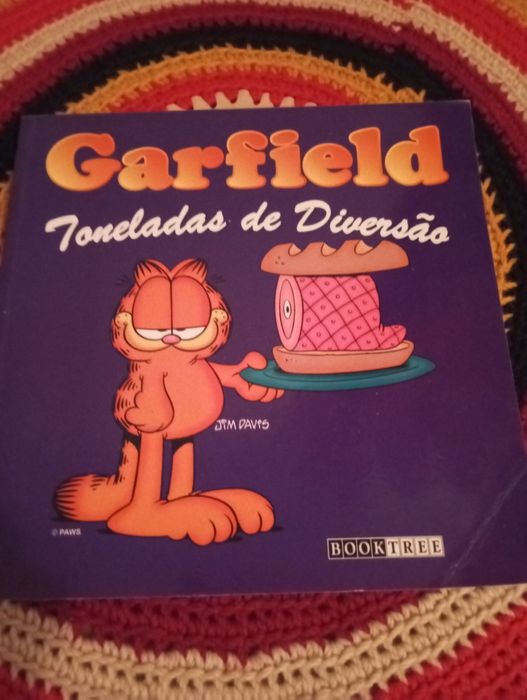 Garfield
Toneladas de Diversão
JIM DAVIS
© PAWS
BOOKTREE